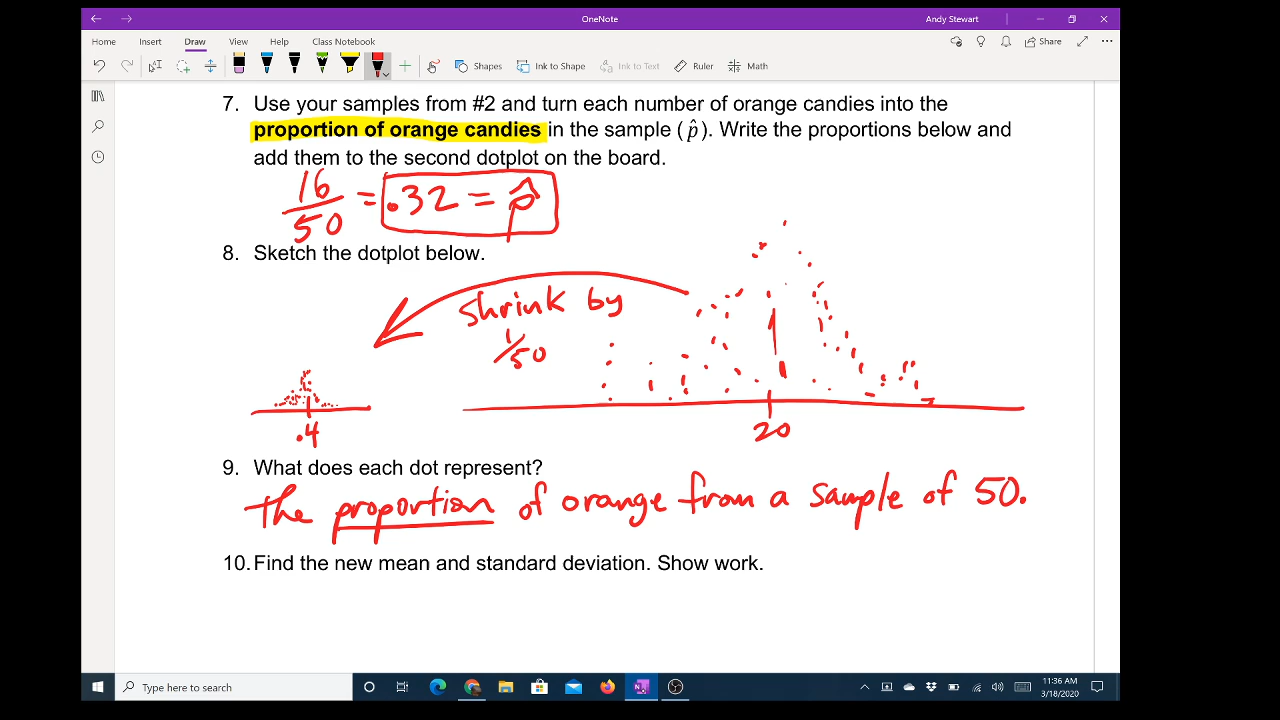 OneNote
Andy Stewart
Home Insert Draw View Help Class Notebook Share
Shapes Ink to Shape Ink to Text Ruler Math
7. Use your samples from #2 and turn each number of orange candies into the
proportion of orange candies in the sample (p̂). Write the proportions below and
add them to the second dotplot on the board.
16/50 = .32 = p̂
8. Sketch the dotplot below.
shrink by
1/50
.4
20
9. What does each dot represent?
the proportion of orange from a sample of 50.
10. Find the new mean and standard deviation. Show work.
Type here to search
11:36 AM
3/18/2020